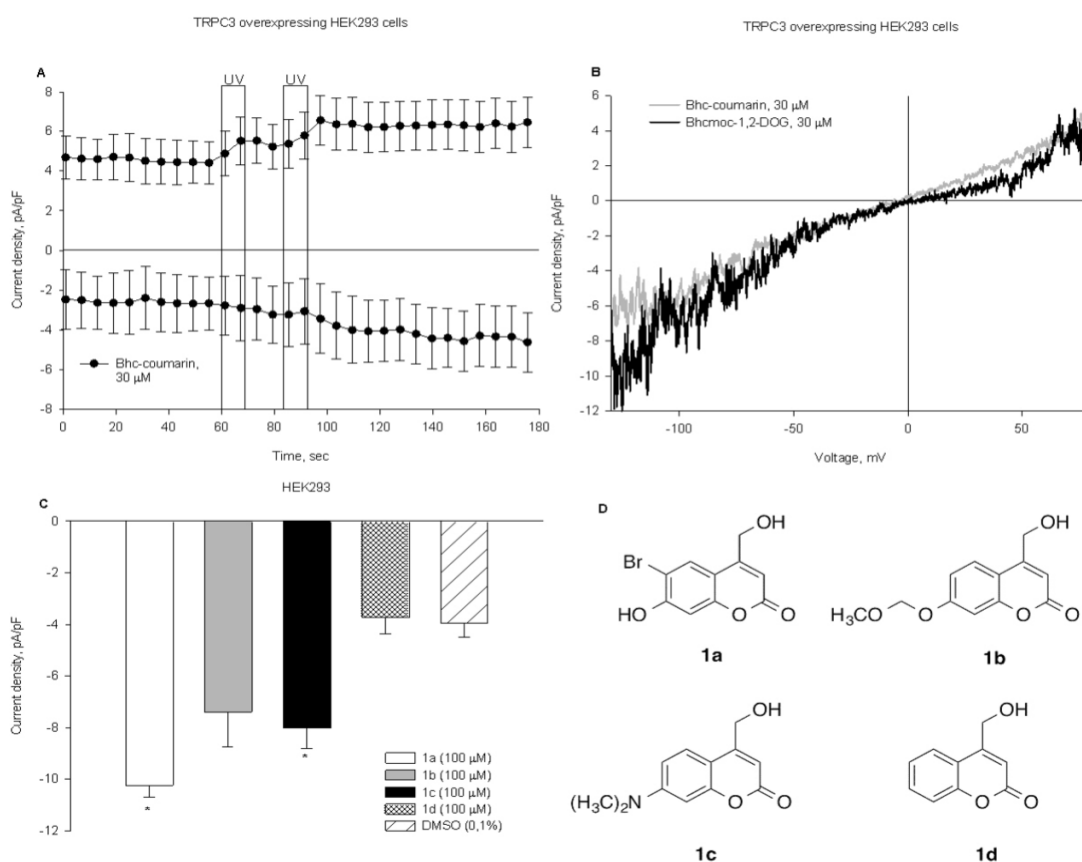 TRPC3 overexpressing HEK293 cells
A
UV
UV
8
6
4
2
0
-2
-4
-6
-8
Current density, pA/pF
Bhc-coumarin,
30 µM
0
20
40
60
80
100
120
140
160
180
Time, sec
TRPC3 overexpressing HEK293 cells
B
Bhc-coumarin, 30 µM
Bhcmoc-1,2-DOG, 30 µM
6
4
2
0
-2
-4
-6
-8
-10
-12
Current density, pA/pF
-100
-50
0
50
Voltage, mV
HEK293
C
0
-2
-4
-6
-8
-10
-12
Current density, pA/pF
*
*
1a (100 µM)
1b (100 µM)
1c (100 µM)
1d (100 µM)
DMSO (0,1%)
D
OH
Br
HO
O
O
1a
OH
H₃CO
O
O
O
1b
OH
(H₃C)₂N
O
O
1c
OH
O
O
1d